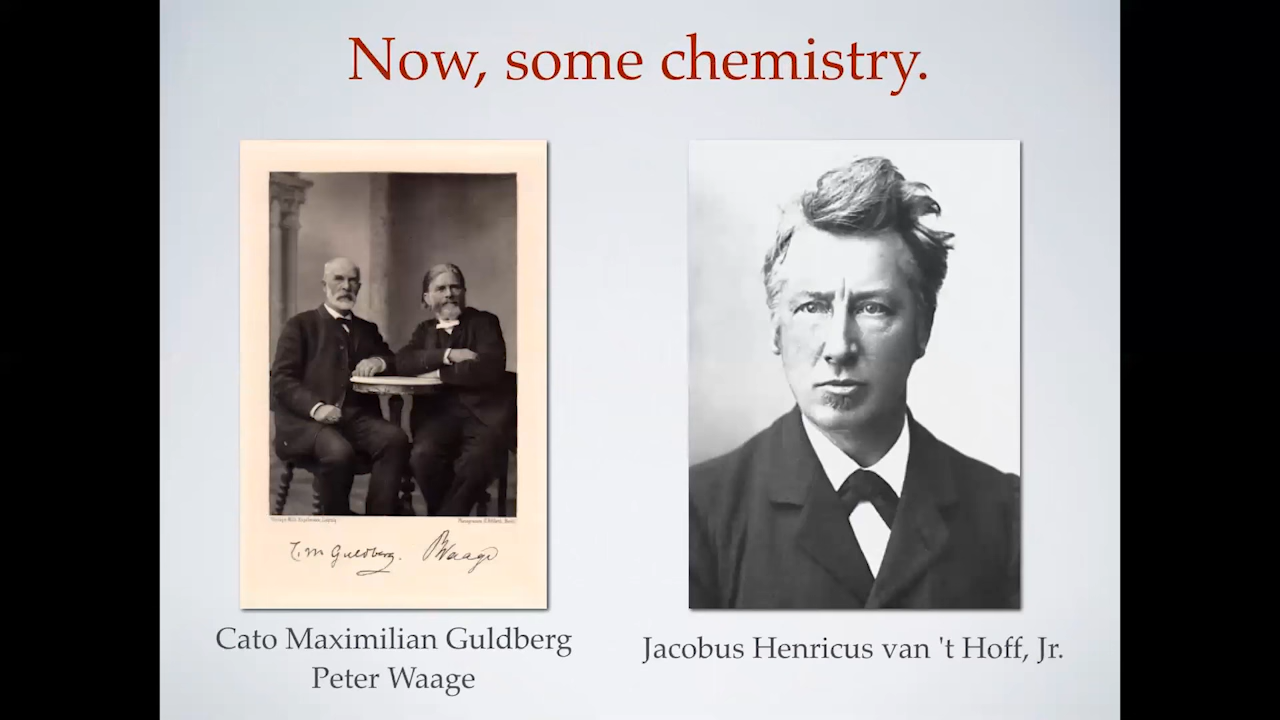 Now, some chemistry.
C. M. Guldberg. P Waage
Cato Maximilian Guldberg
Peter Waage
Jacobus Henricus van 't Hoff, Jr.